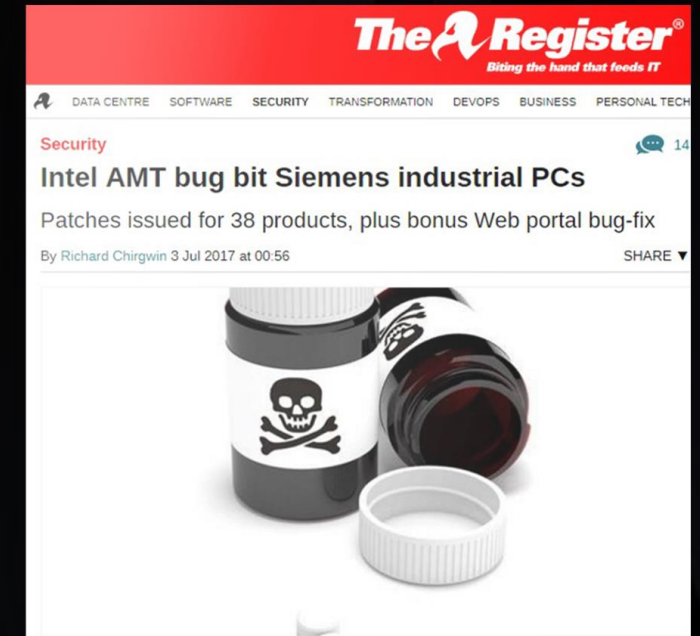 The Register®
Biting the hand that feeds IT
DATA CENTRE SOFTWARE SECURITY TRANSFORMATION DEVOPS BUSINESS PERSONAL TECH
Security 14
Intel AMT bug bit Siemens industrial PCs
Patches issued for 38 products, plus bonus Web portal bug-fix
By Richard Chirgwin 3 Jul 2017 at 00:56 SHARE ▼